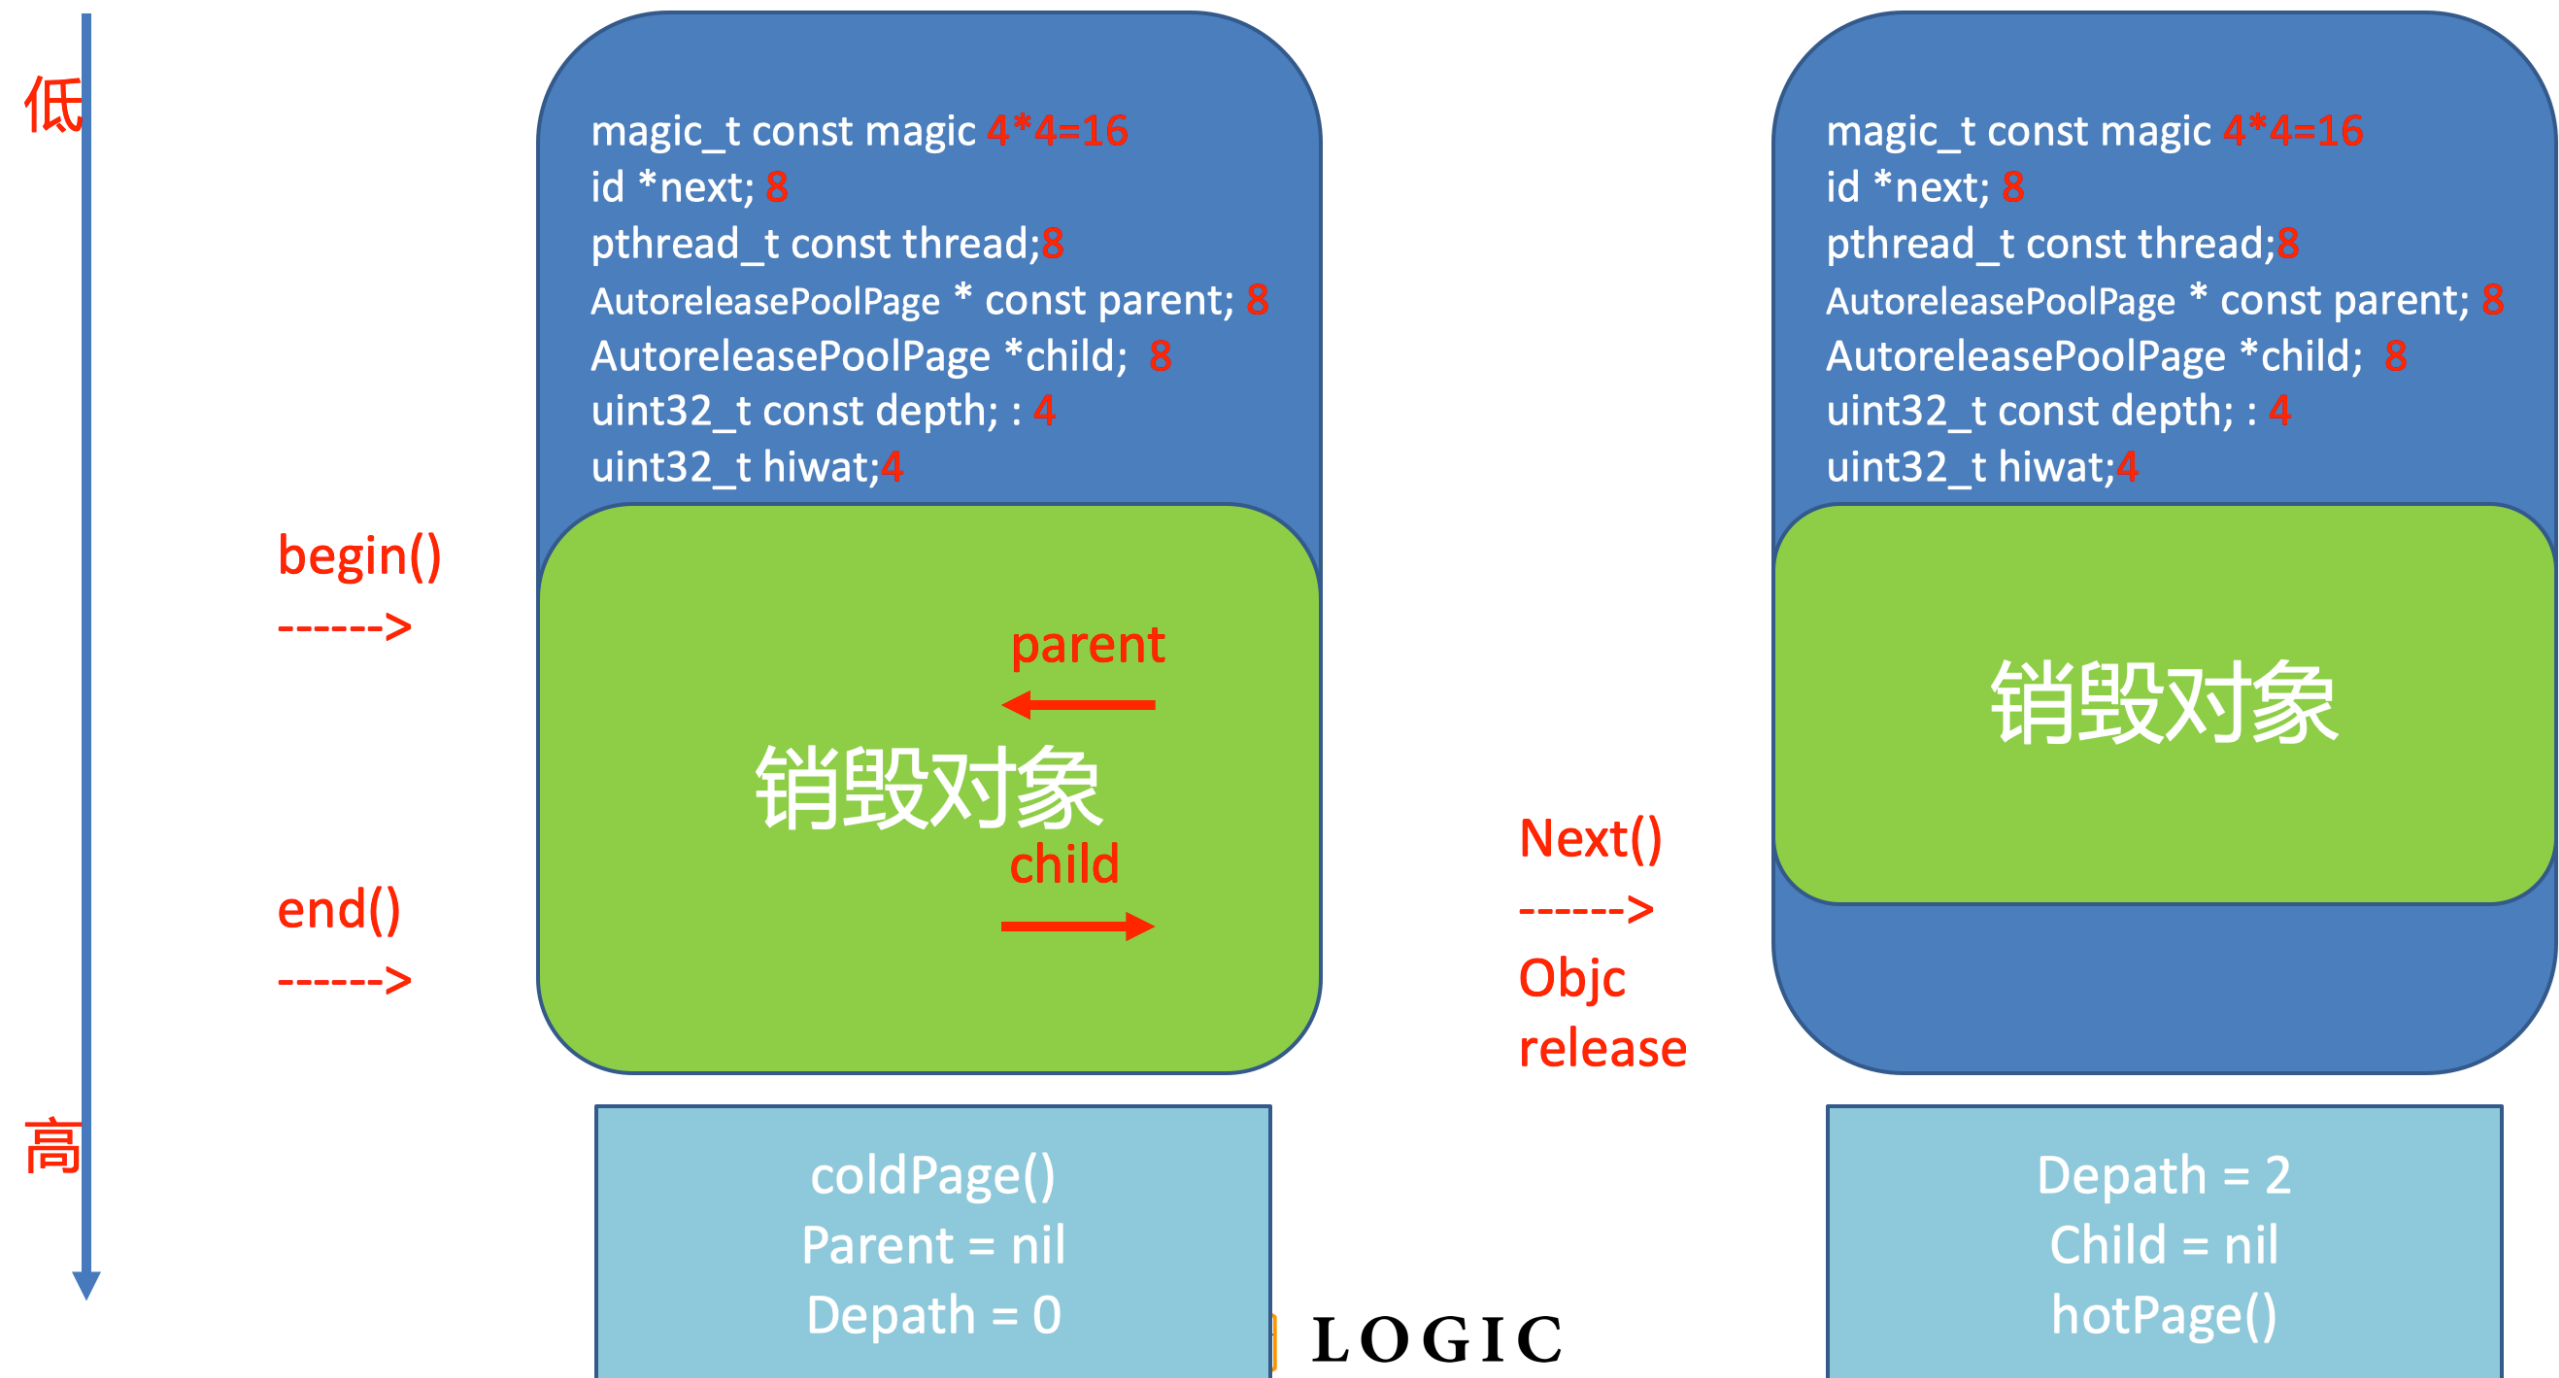 低
高
begin()
------>
end()
------>
magic_t const magic 4*4=16
id *next; 8
pthread_t const thread;8
AutoreleasePoolPage * const parent; 8
AutoreleasePoolPage *child; 8
uint32_t const depth; : 4
uint32_t hiwat;4
parent
销毁对象
child
coldPage()
Parent = nil
Depath = 0
Next()
------>
Objc
release
magic_t const magic 4*4=16
id *next; 8
pthread_t const thread;8
AutoreleasePoolPage * const parent; 8
AutoreleasePoolPage *child; 8
uint32_t const depth; : 4
uint32_t hiwat;4
销毁对象
Depath = 2
Child = nil
hotPage()
LOGIC